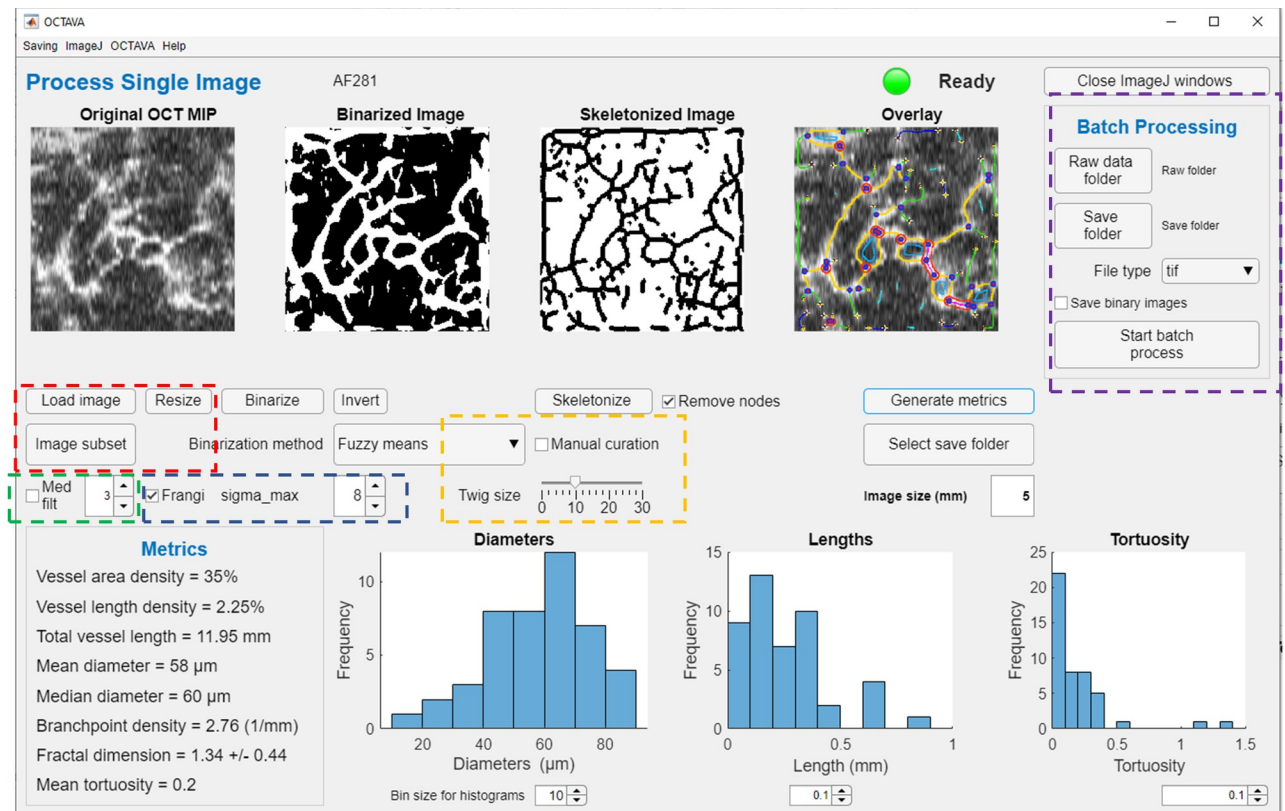 OCTAVA
Saving ImageJ OCTAVA Help
Process Single Image
AF281
Ready
Close ImageJ windows
Original OCT MIP
Binarized Image
Skeletonized Image
Overlay
Batch Processing
Raw data
folder
Raw folder
Save
folder
Save folder
File type tif
Save binary images
Start batch
process
Load image
Resize
Binarize
Invert
Skeletonize
Remove nodes
Generate metrics
Image subset
Binarization method
Fuzzy means
Manual curation
Select save folder
Med
filt
3
Frangi sigma_max
8
Twig size
0 10 20 30
Image size (mm)
5
Metrics
Vessel area density = 35%
Vessel length density = 2.25%
Total vessel length = 11.95 mm
Mean diameter = 58 µm
Median diameter = 60 µm
Branchpoint density = 2.76 (1/mm)
Fractal dimension = 1.34 +/- 0.44
Mean tortuosity = 0.2
Diameters
Frequency
10
5
0
20 40 60 80
Diameters (µm)
Bin size for histograms 10
Lengths
Frequency
15
10
5
0
0 0.5 1
Length (mm)
0.1
Tortuosity
Frequency
25
20
15
10
5
0
0 0.5 1 1.5
Tortuosity
0.1